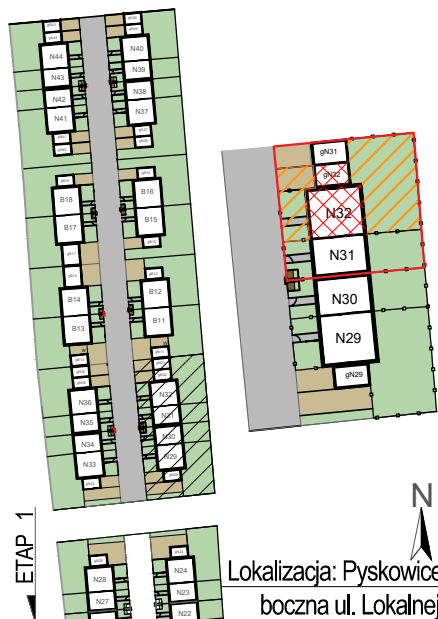 N44
N43
N42
N41
N40
N39
N38
N37
B18
B17
B16
B15
B14
B13
B12
B11
N36
N35
N34
N33
N32
N31
N30
N29
gN31
gN32
N32
N31
N30
N29
gN29
ETAP 1
N28
N27
N24
N23
N22
N
Lokalizacja: Pyskowice
boczna ul. Lokalnej